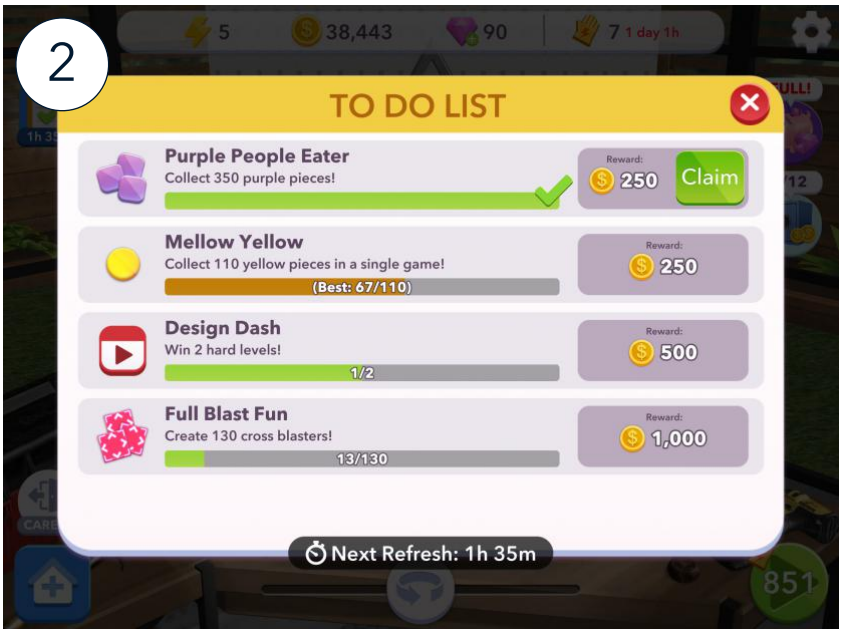 2
5
38,443
90
7 1 day 1h
TO DO LIST
Purple People Eater
Collect 350 purple pieces!
Reward:
250
Claim
Mellow Yellow
Collect 110 yellow pieces in a single game!
(Best: 67/110)
Reward:
250
Design Dash
Win 2 hard levels!
1/2
Reward:
500
Full Blast Fun
Create 130 cross blasters!
13/130
Reward:
1,000
Next Refresh: 1h 35m
851